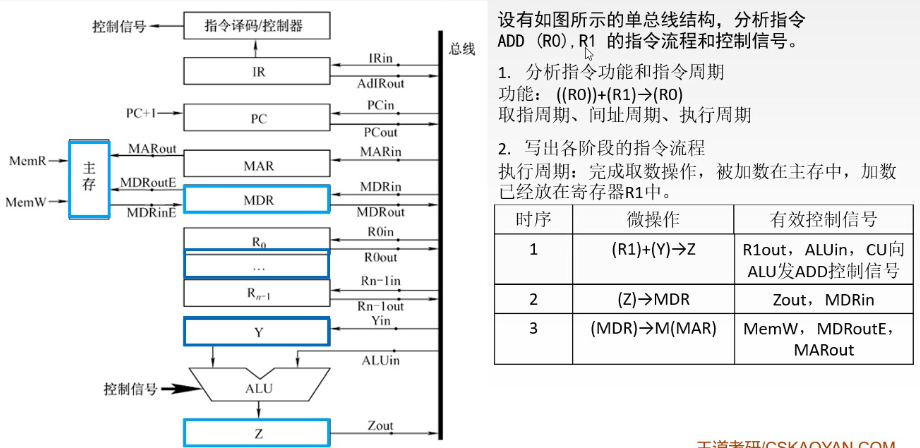 控制信号
指令译码/控制器
总线
IRin
IR
AdIRout
PC+1
PCin
PC
PCout
MARout
MARin
MemR
主存
MAR
MDRoutE
MDRin
MemW
MDR
MDRinE
MDRout
R0in
R0
R0out
…
Rn-1in
Rn-1
Rn-1out
Yin
Y
ALUin
控制信号
ALU
Zout
Z
设有如图所示的单总线结构，分析指令
ADD (R0),R1 的指令流程和控制信号。
1. 分析指令功能和指令周期
功能： ((R0))+(R1)→(R0)
取指周期、间址周期、执行周期
2. 写出各阶段的指令流程
执行周期：完成取数操作，被加数在主存中，加数
已经放在寄存器R1中。
时序 微操作 有效控制信号
1 (R1)+(Y)→Z R1out，ALUin，CU向
ALU发ADD控制信号
2 (Z)→MDR Zout，MDRin
3 (MDR)→M(MAR) MemW，MDRoutE，
MARout
王道考研/CSKAOYAN.COM